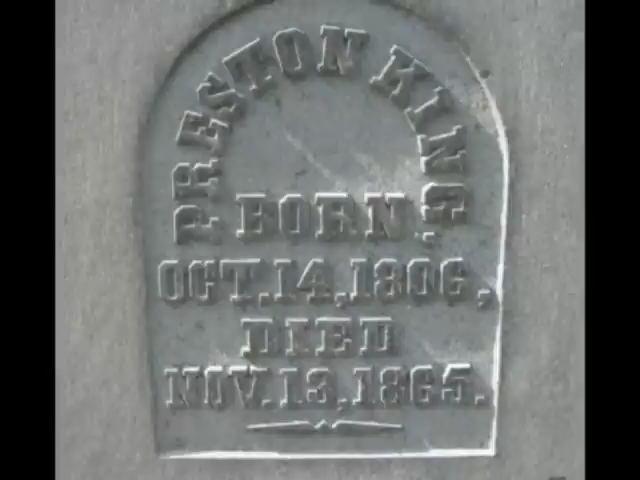 PRESTON KING,
BORN
OCT. 14, 1806,
DIED
NOV. 13, 1865.